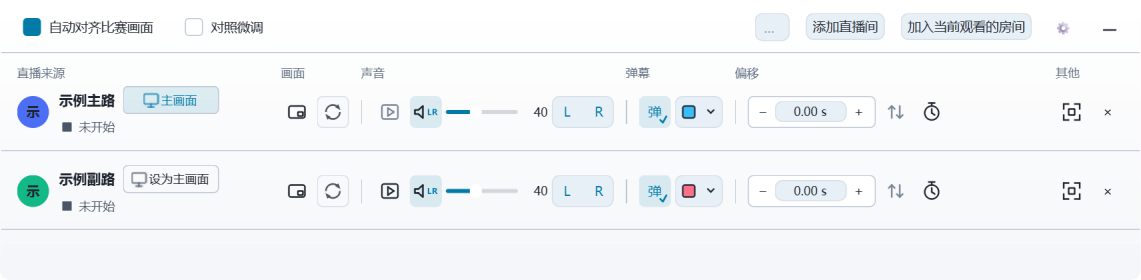 自动对齐比赛画面 对照微调 ... 添加直播间 加入当前观看的房间
直播来源 画面 声音 弹幕 偏移 其他
示 示例主路 主画面
未开始
LR 40 L R 弹 − 0.00 s + ×
示 示例副路 设为主画面
未开始
LR 40 L R 弹 − 0.00 s + ×